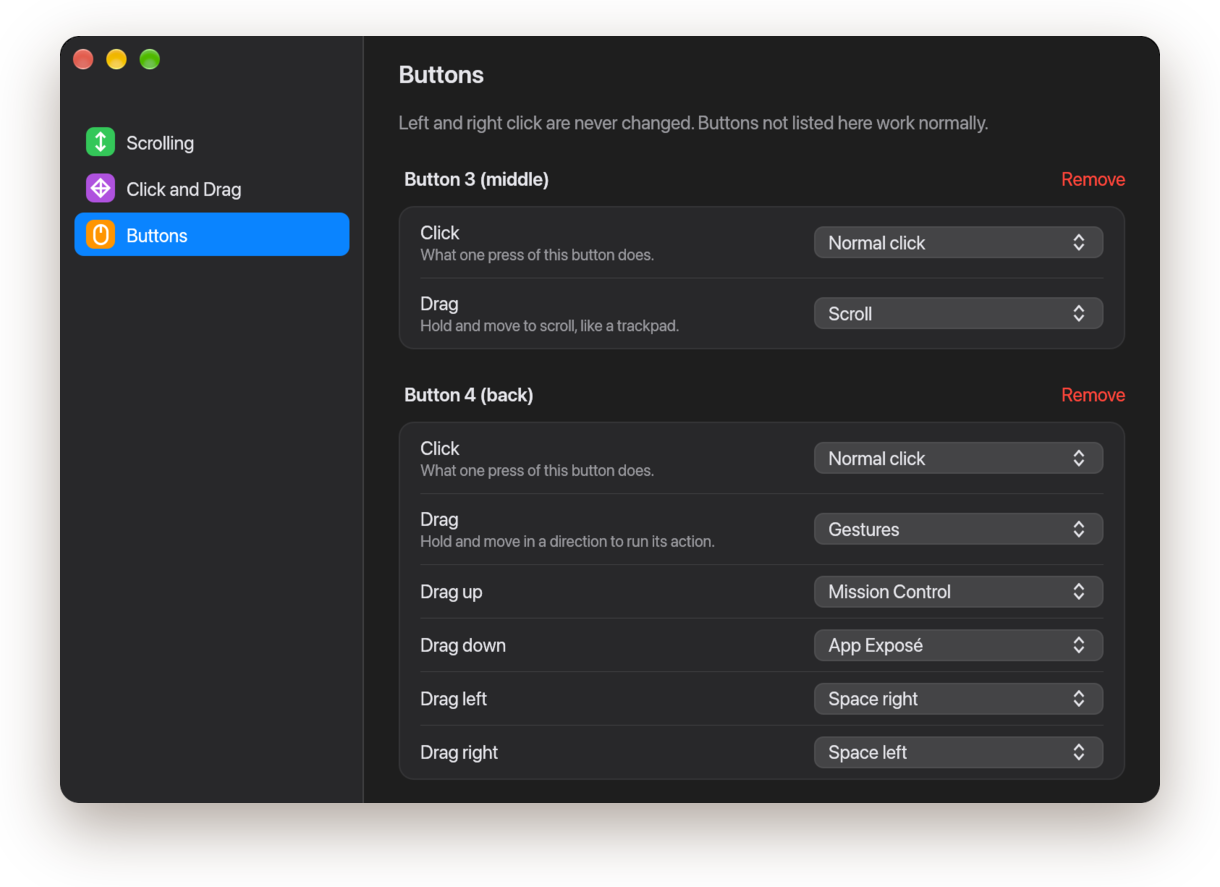 Scrolling
Click and Drag
Buttons
Buttons
Left and right click are never changed. Buttons not listed here work normally.
Button 3 (middle)
Remove
Click
What one press of this button does.
Normal click
Drag
Hold and move to scroll, like a trackpad.
Scroll
Button 4 (back)
Remove
Click
What one press of this button does.
Normal click
Drag
Hold and move in a direction to run its action.
Gestures
Drag up
Mission Control
Drag down
App Exposé
Drag left
Space right
Drag right
Space left